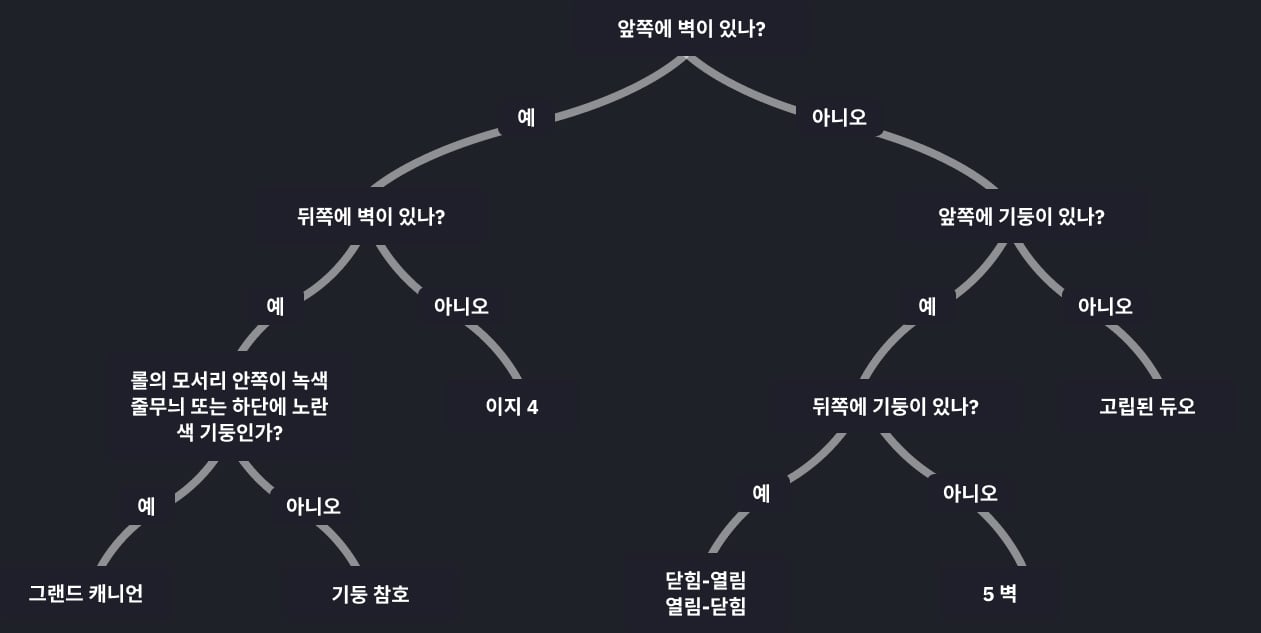 앞쪽에 벽이 있나?
예
아니오
뒤쪽에 벽이 있나?
앞쪽에 기둥이 있나?
예
아니오
예
아니오
롤의 모서리 안쪽이 녹색
줄무늬 또는 하단에 노란
색 기둥인가?
이지 4
뒤쪽에 기둥이 있나?
고립된 듀오
예
아니오
예
아니오
그랜드 캐니언
기둥 참호
닫힘-열림
열림-닫힘
5 벽